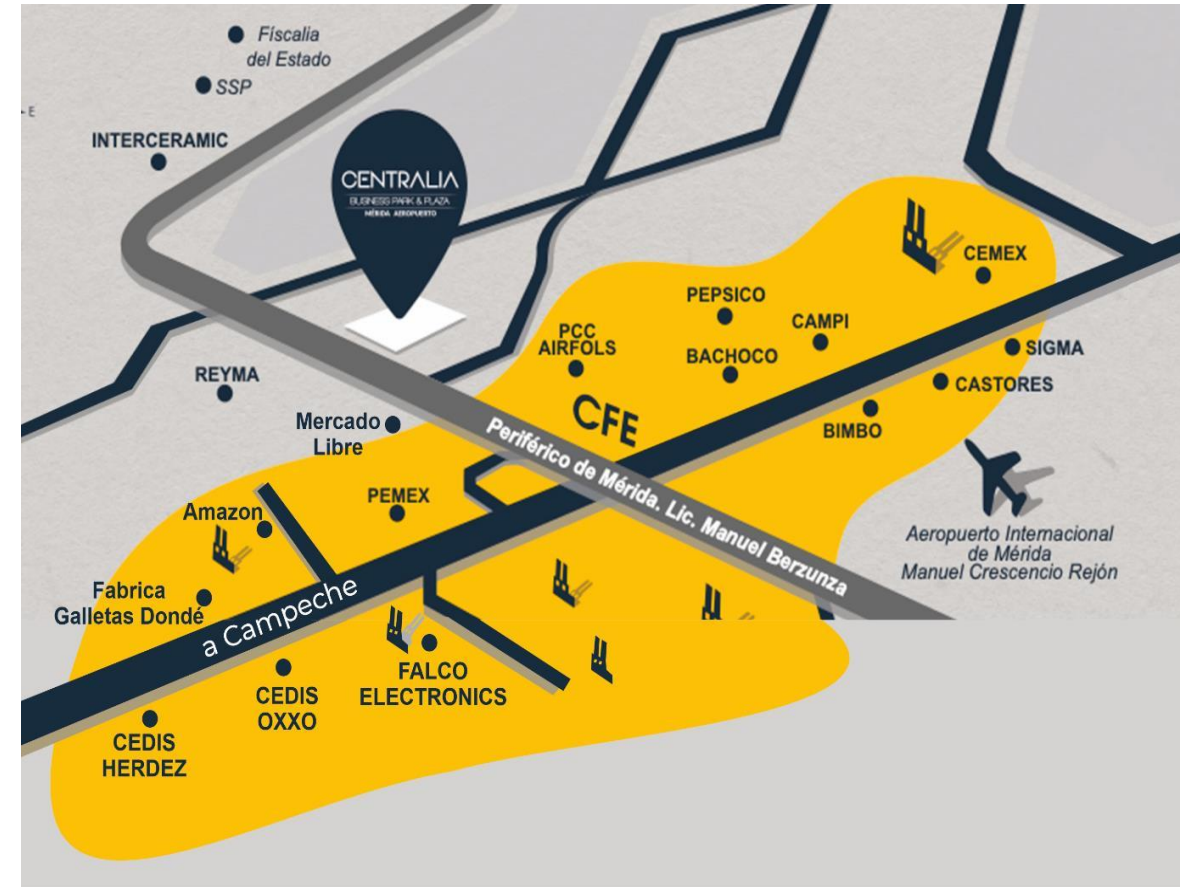 Físcalia
del Estado
SSP
E
INTERCERAMIC
CENTRALIA
BUSINESS PARK & PLAZA
MÉRIDA AEROPUERTO
CEMEX
PEPSICO
CAMPI
PCC
AIRFOLS
BACHOCO
SIGMA
REYMA
CASTORES
CFE
Mercado
Libre
BIMBO
Periférico de Mérida. Lic. Manuel Berzunza
PEMEX
Amazon
Aeropuerto Internacional
de Mérida
Manuel Crescencio Rejón
Fabrica
Galletas Dondé
a Campeche
FALCO
ELECTRONICS
CEDIS
OXXO
CEDIS
HERDEZ